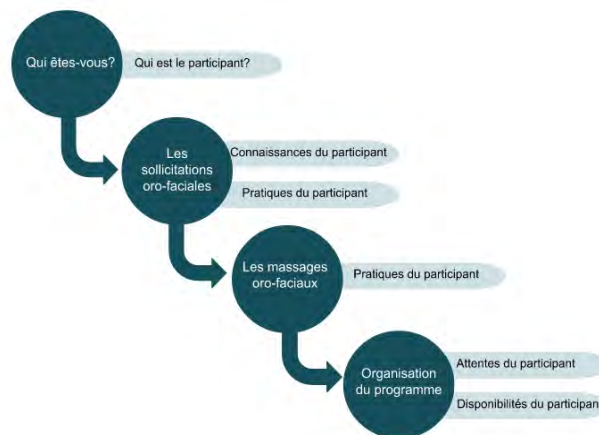 Qui êtes-vous?
Qui est le participant?
Les
sollicitations
oro-faciales
Connaissances du participant
Pratiques du participant
Les massages
oro-faciaux
Pratiques du participant
Organisation
du programme
Attentes du participant
Disponibilités du participant